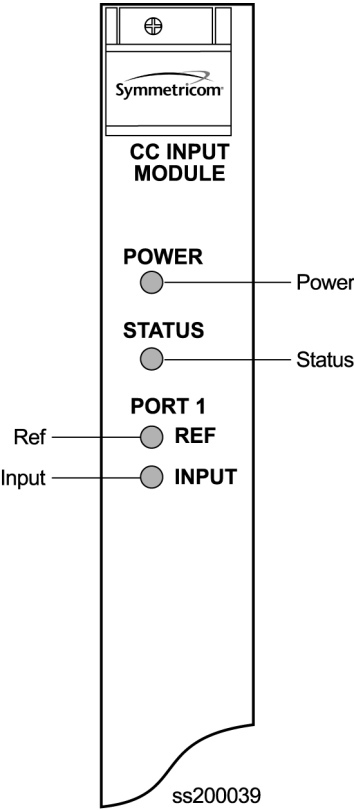 Symmetricom
CC INPUT
MODULE
POWER
Power
STATUS
Status
PORT 1
Ref
REF
Input
INPUT
ss200039